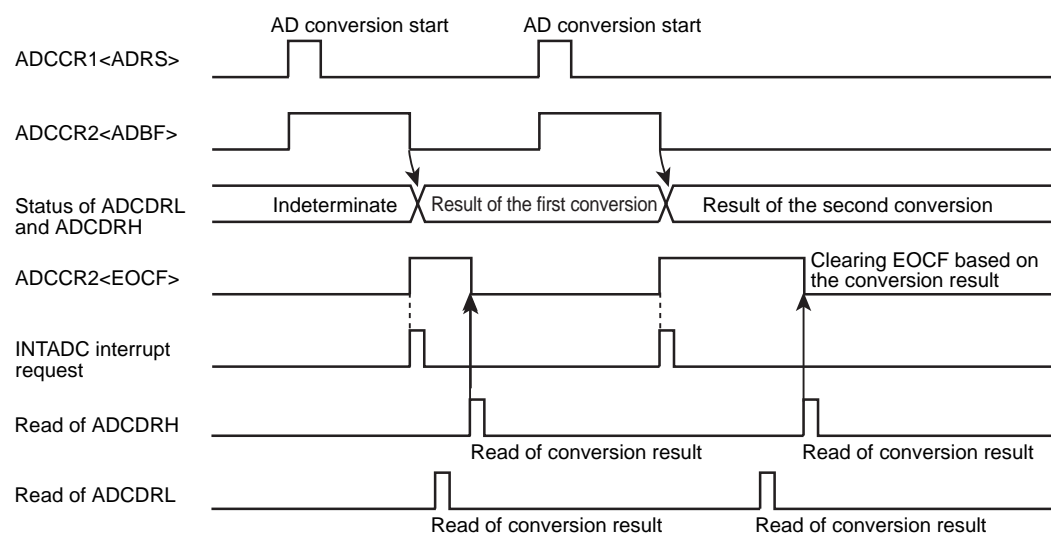 AD conversion start
AD conversion start
ADCCR1<ADRS>
ADCCR2<ADBF>
Status of ADCDRL
and ADCDRH
Indeterminate
Result of the first conversion
Result of the second conversion
ADCCR2<EOCF>
Clearing EOCF based on
the conversion result
INTADC interrupt
request
Read of ADCDRH
Read of conversion result
Read of conversion result
Read of ADCDRL
Read of conversion result
Read of conversion result